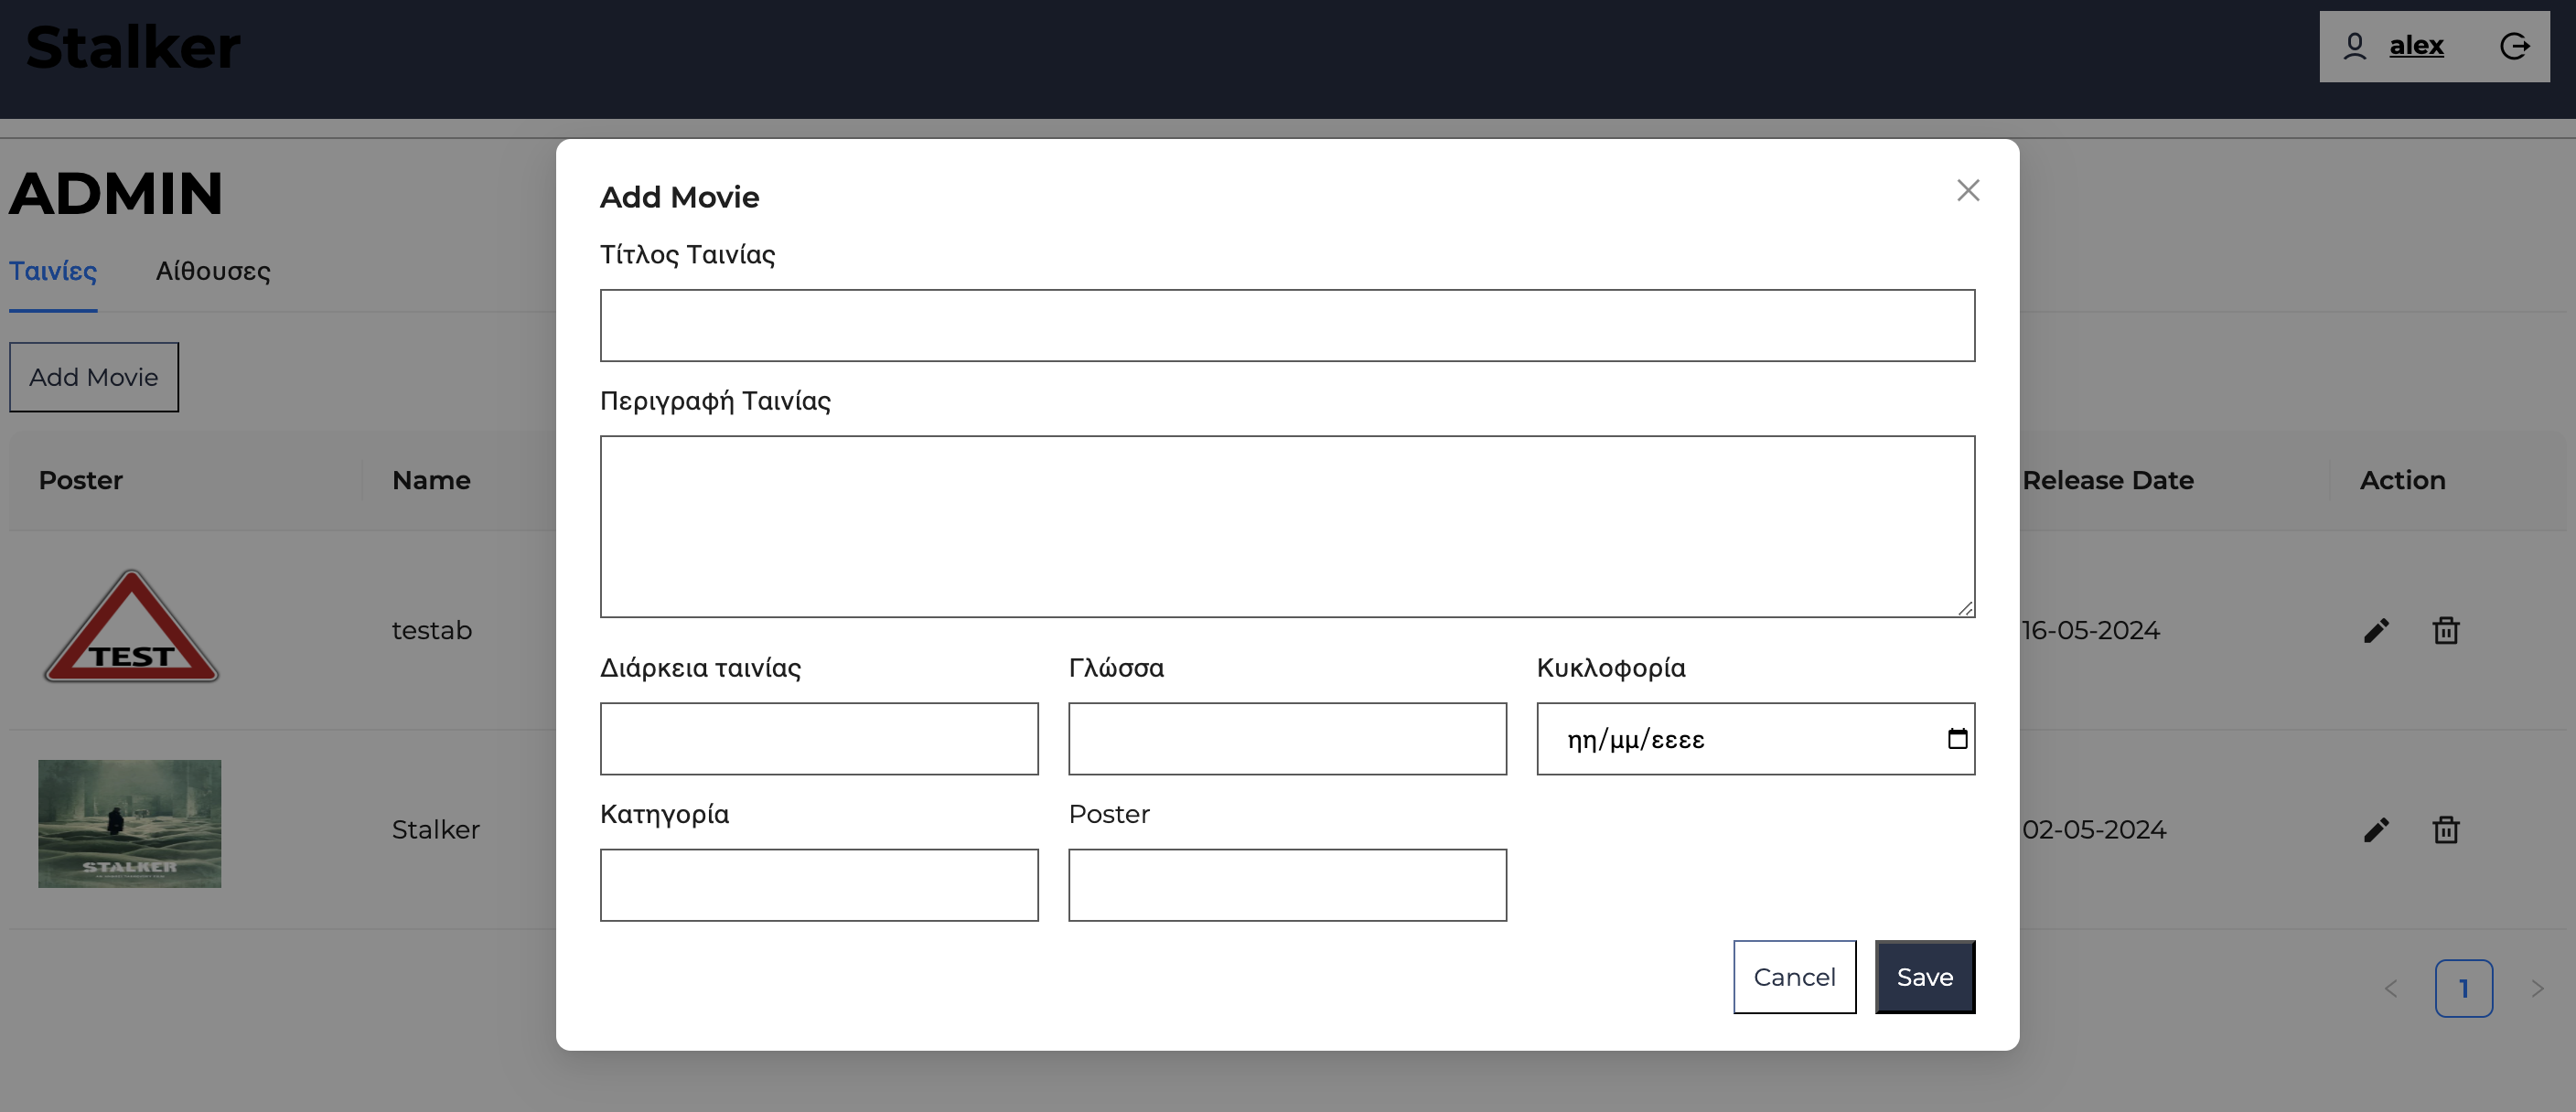 Stalker
alex
ADMIN
Ταινίες Αίθουσες
Add Movie
Poster Name Release Date Action
TEST
testab 16-05-2024
STALKER
Stalker 02-05-2024
1
Add Movie
Τίτλος Ταινίας
Περιγραφή Ταινίας
Διάρκεια ταινίας Γλώσσα Κυκλοφορία
ηη/μμ/εεεε
Κατηγορία Poster
Cancel Save